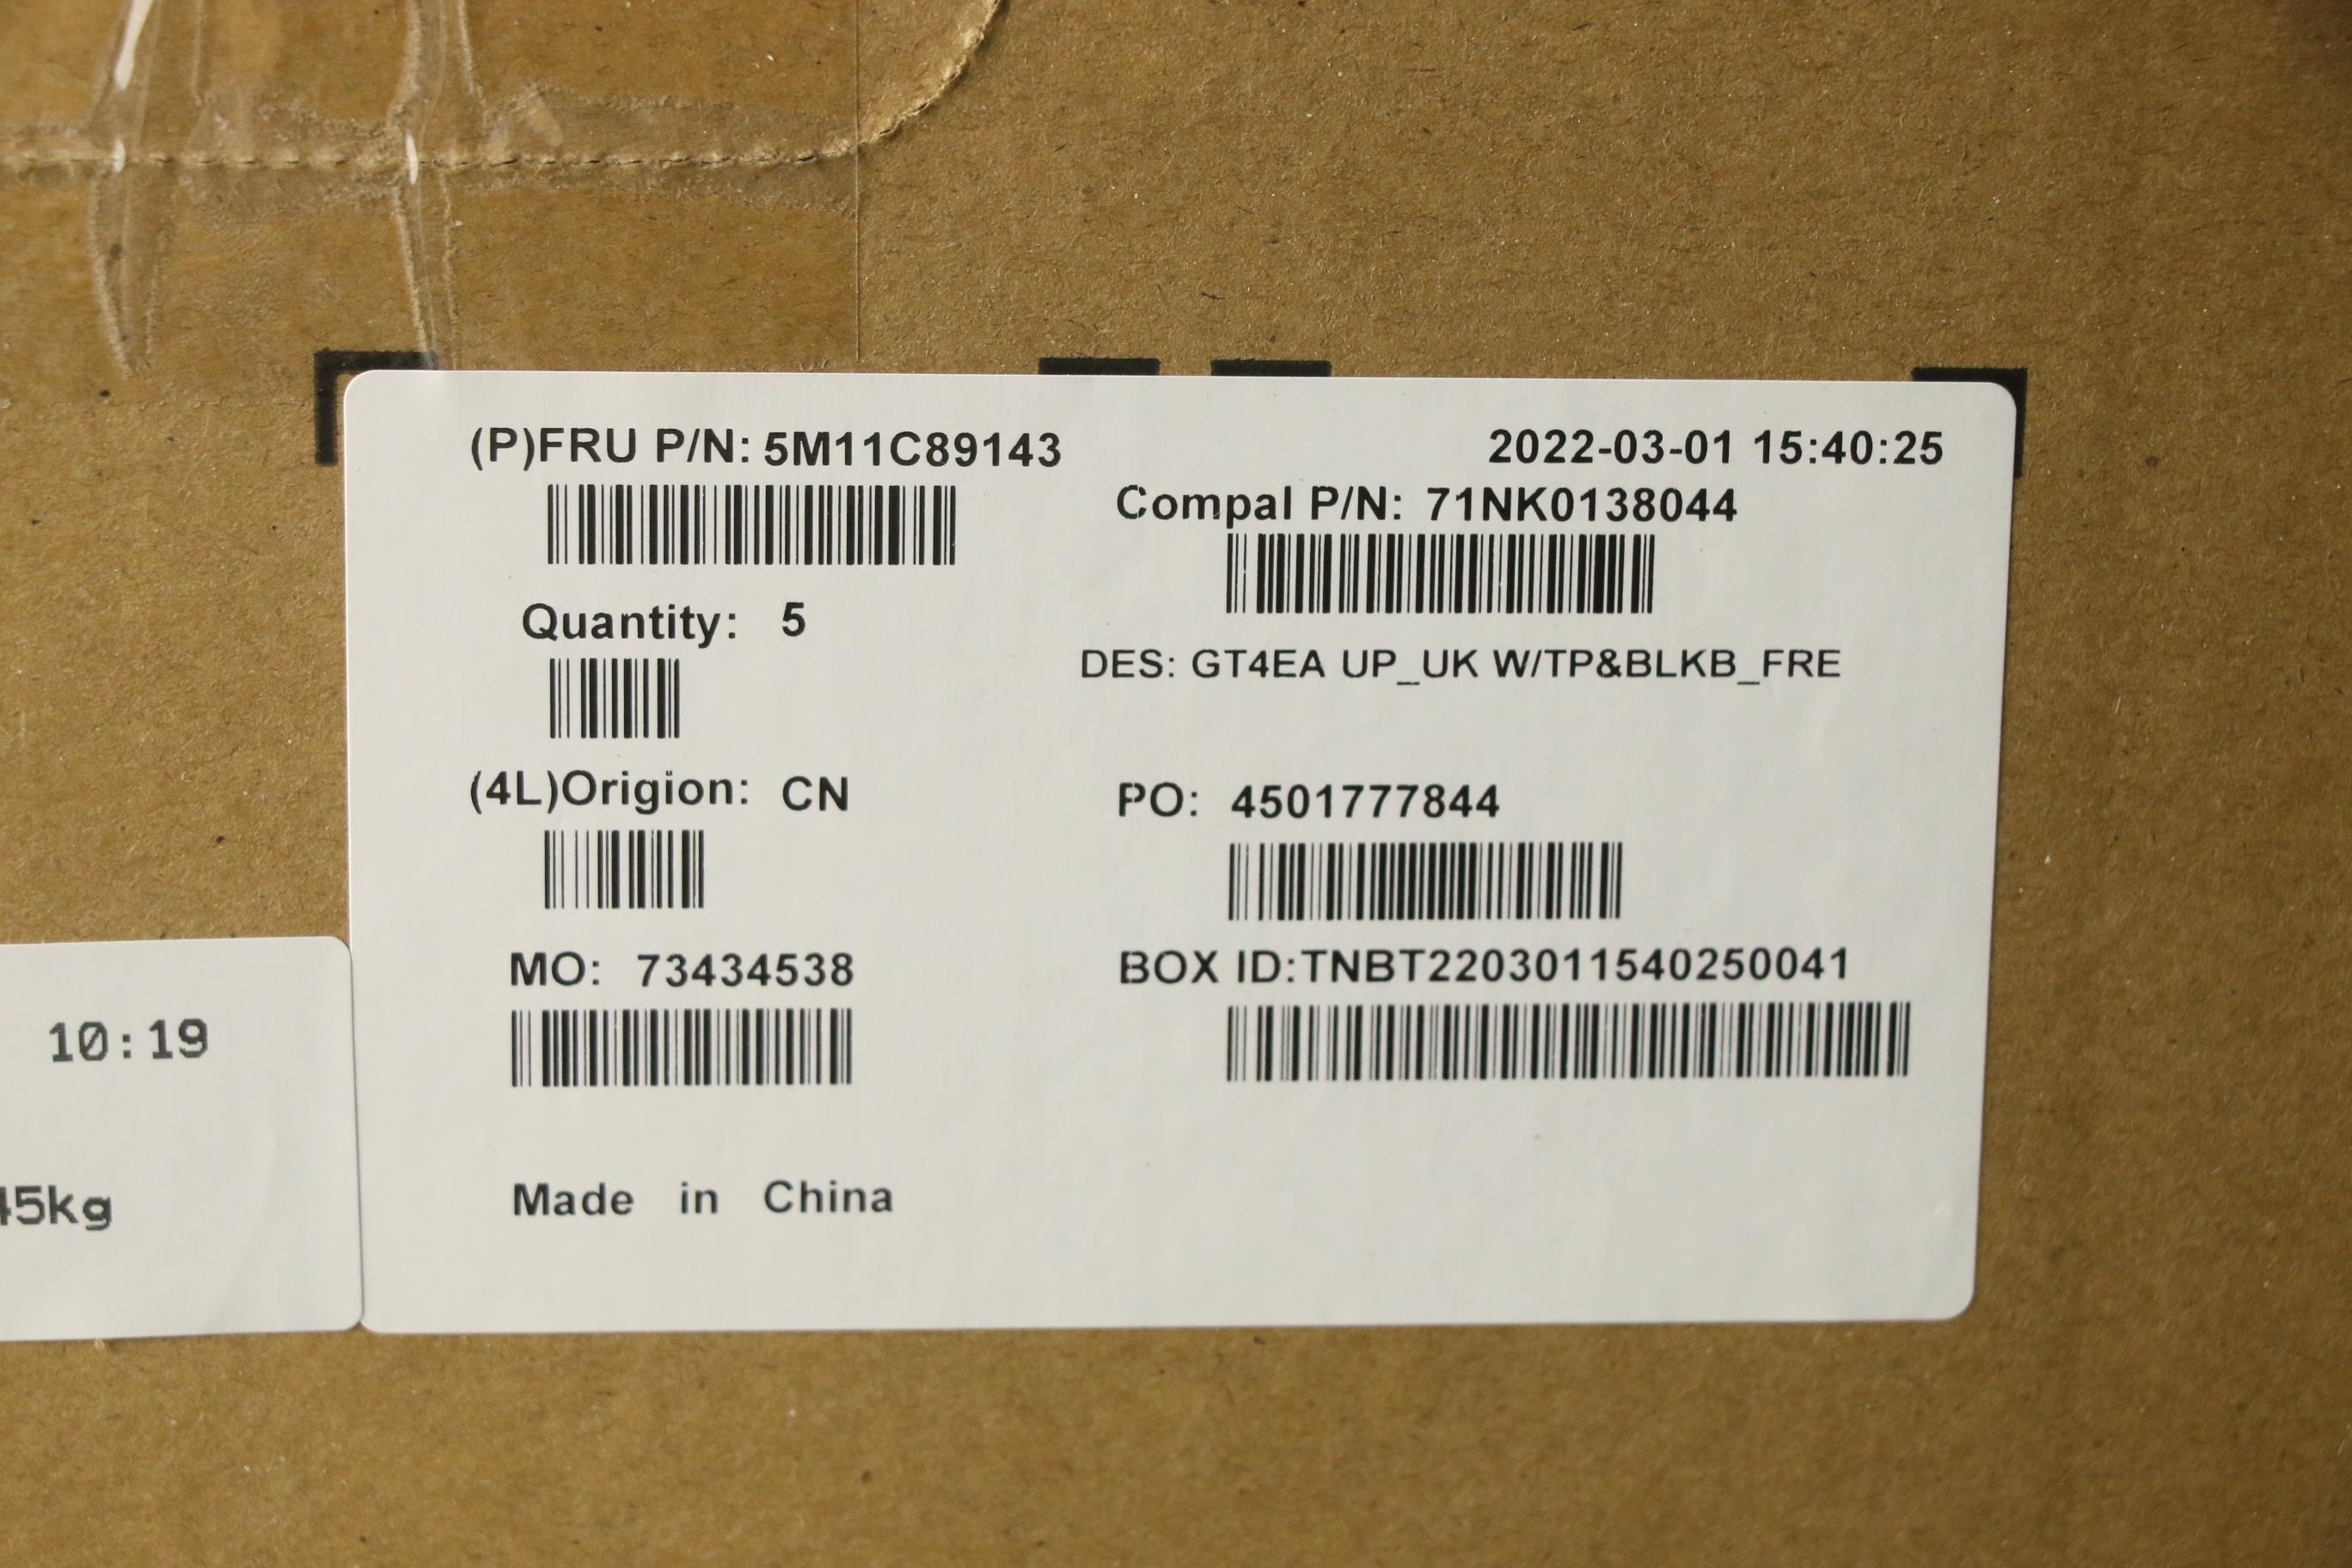 (P)FRU P/N: 5M11C89143
2022-03-01 15:40:25
Compal P/N: 71NK0138044
Quantity: 5
DES: GT4EA UP_UK W/TP&BLKB_FRE
(4L)Origion: CN
PO: 4501777844
MO: 73434538
BOX ID:TNBT2203011540250041
Made in China
10:19
45kg